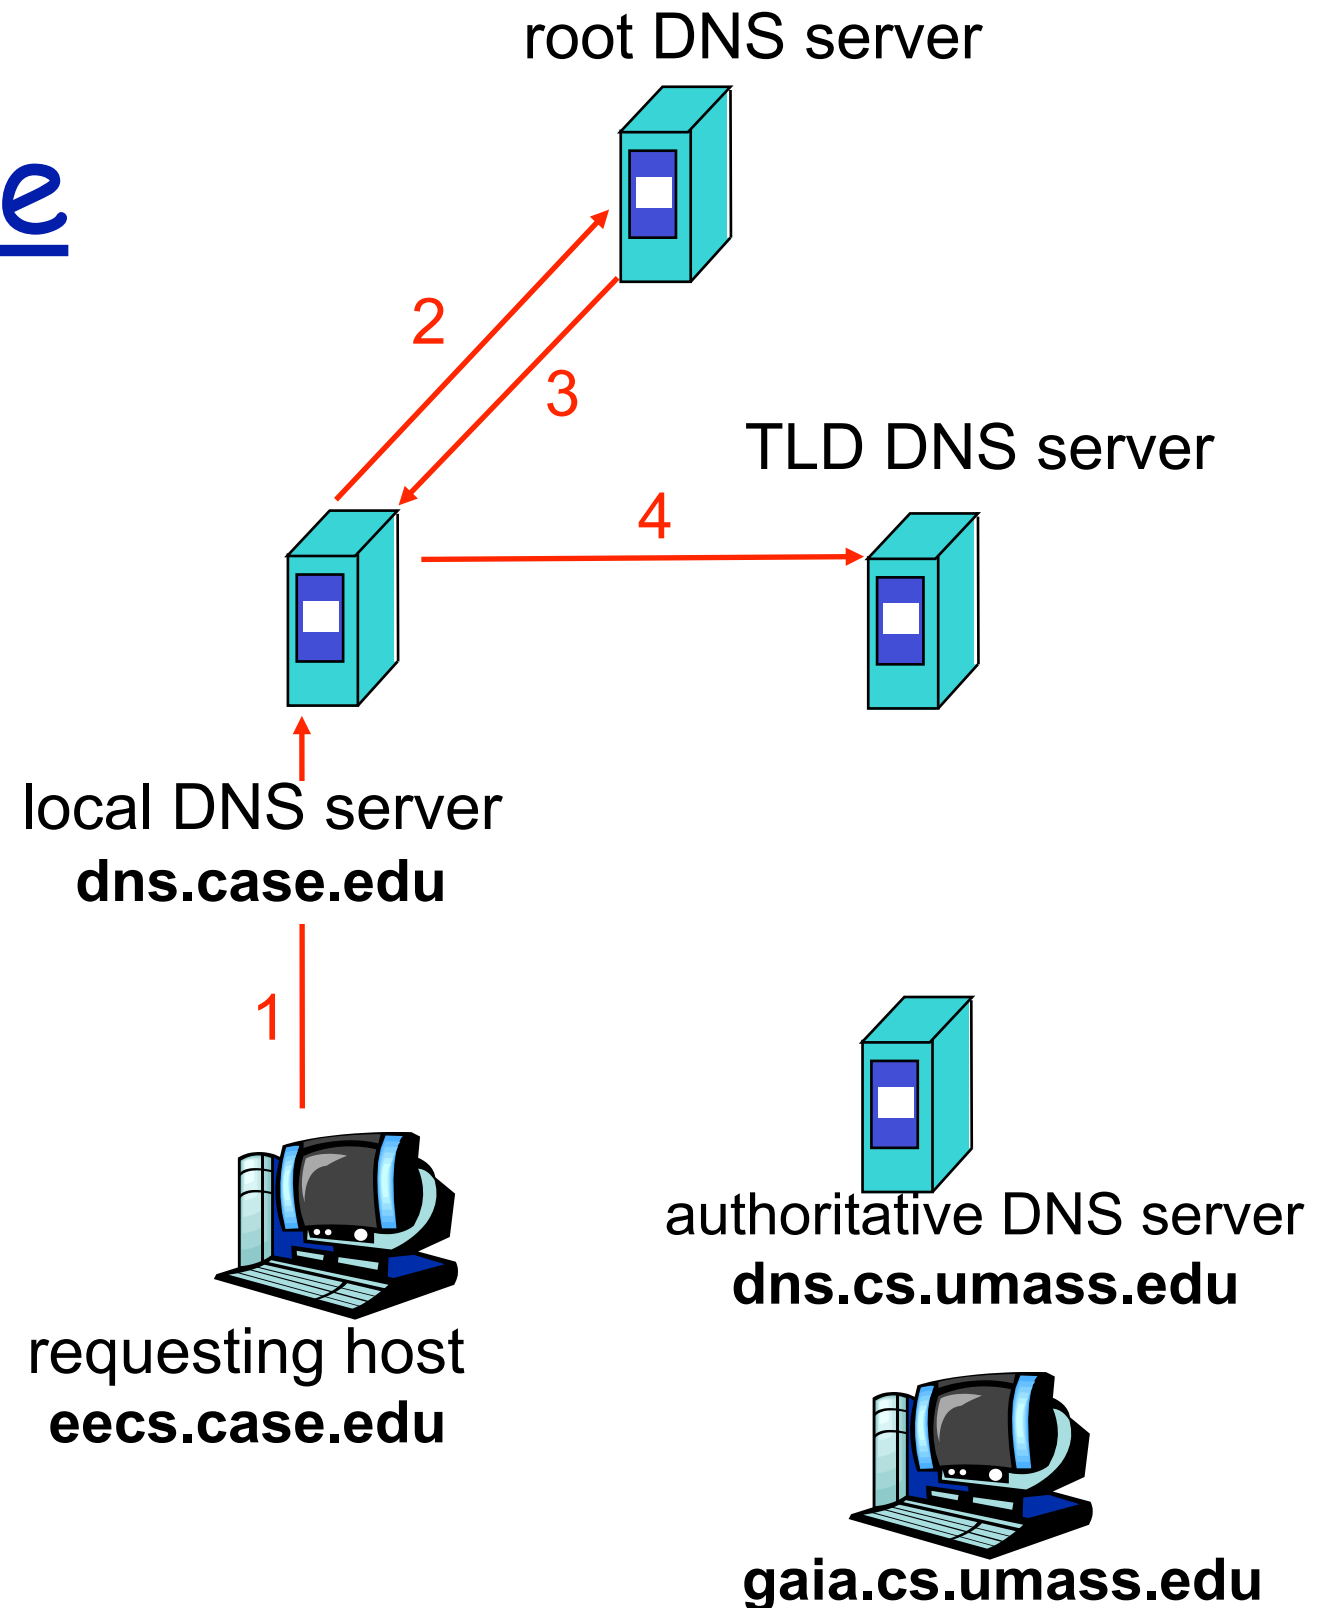 root DNS server
e
2
3
TLD DNS server
4
local DNS server
dns.case.edu
1
authoritative DNS server
dns.cs.umass.edu
requesting host
eecs.case.edu
gaia.cs.umass.edu